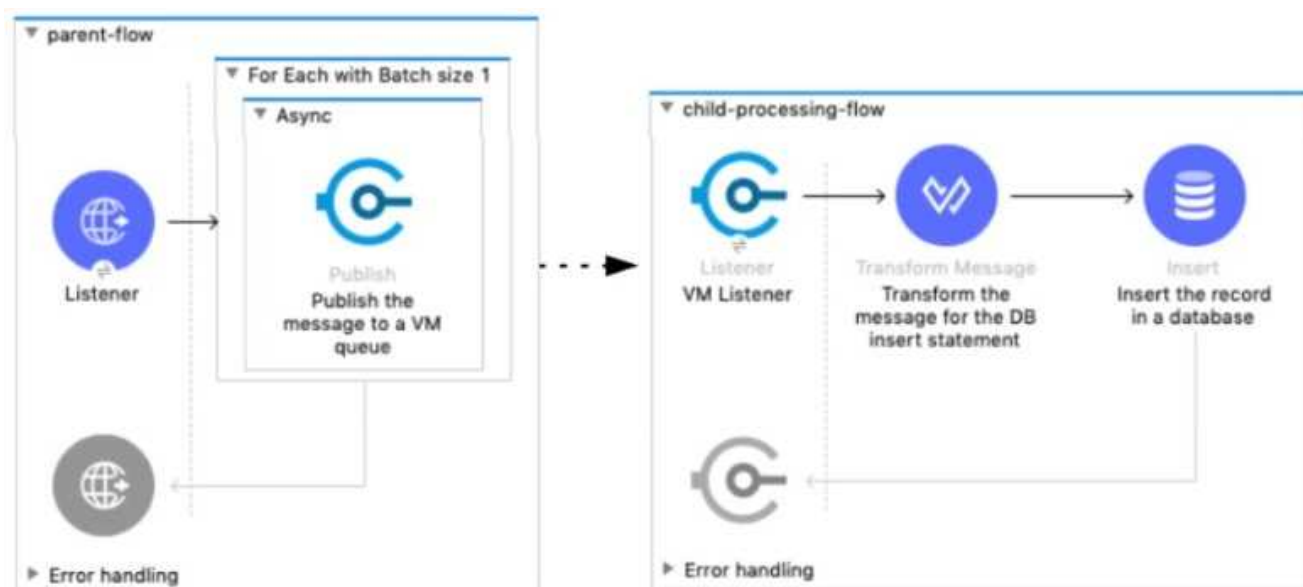 parent-flow
For Each with Batch size 1
Async
Listener
Publish
Publish the
message to a VM
queue
Error handling
child-processing-flow
Listener
VM Listener
Transform Message
Transform the
message for the DB
insert statement
Insert
Insert the record
in a database
Error handling